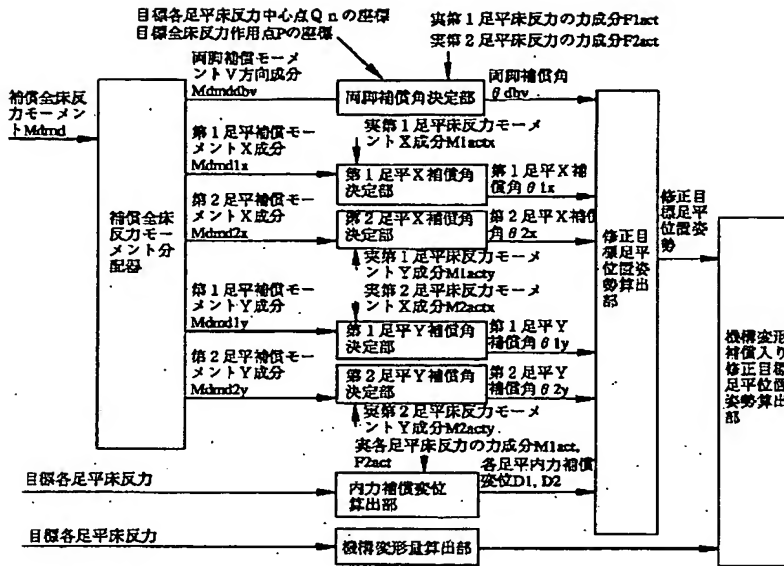 目標各足平床反力中心点Qnの座標
目標全床反力作用点Pの座標
実第1足平床反力の力成分F1act
実第2足平床反力の力成分F2act
補償全床反
力モーメン
トMdmd
補償全床反
力モーメント分
配器
両脚補償モーメ
ントV方向成分
Mdmddbv
両脚補償角決定部
両脚補償角
θdbv
第1足平補償モー
メントX成分
Mdmd1x
実第1足平床反力モーメ
ントX成分M1actx
第1足平X補償角
決定部
第1足平X補
償角θ1x
第2足平補償モー
メントX成分
Mdmd2x
第2足平X補償角
決定部
第2足平X補償
角θ2x
実第1足平床反力モーメ
ントY成分M1acty
実第2足平床反力モーメ
ントX成分M2actx
第1足平補償モー
メントY成分
Mdmd1y
第1足平Y補償角
決定部
第1足平Y
補償角θ1y
第2足平補償モー
メントY成分
Mdmd2y
第2足平Y補償角
決定部
第2足平Y
補償角θ2y
実第2足平床反力モーメ
ントY成分M2acty
実各足平床反力の力成分M1act,
F2act
目標各足平床反力
内力補償変位
算出部
各足平内力補償
変位D1, D2
目標各足平床反力
機構変形量算出部
修正目
標足平
位置姿
勢算出
部
修正目
標足平
位置姿
勢
機構変形
補償入り
修正目標
足平位置
姿勢算出
部